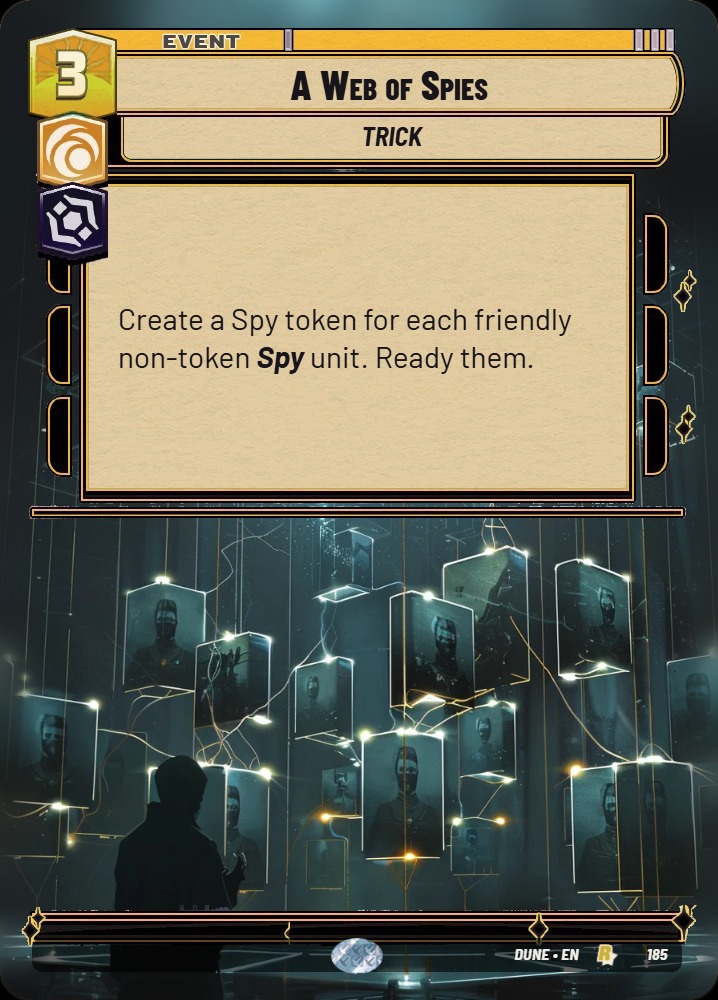 EVENT
3
A WEB OF SPIES
TRICK
Create a Spy token for each friendly
non-token Spy unit. Ready them.
DUNE • EN R 185